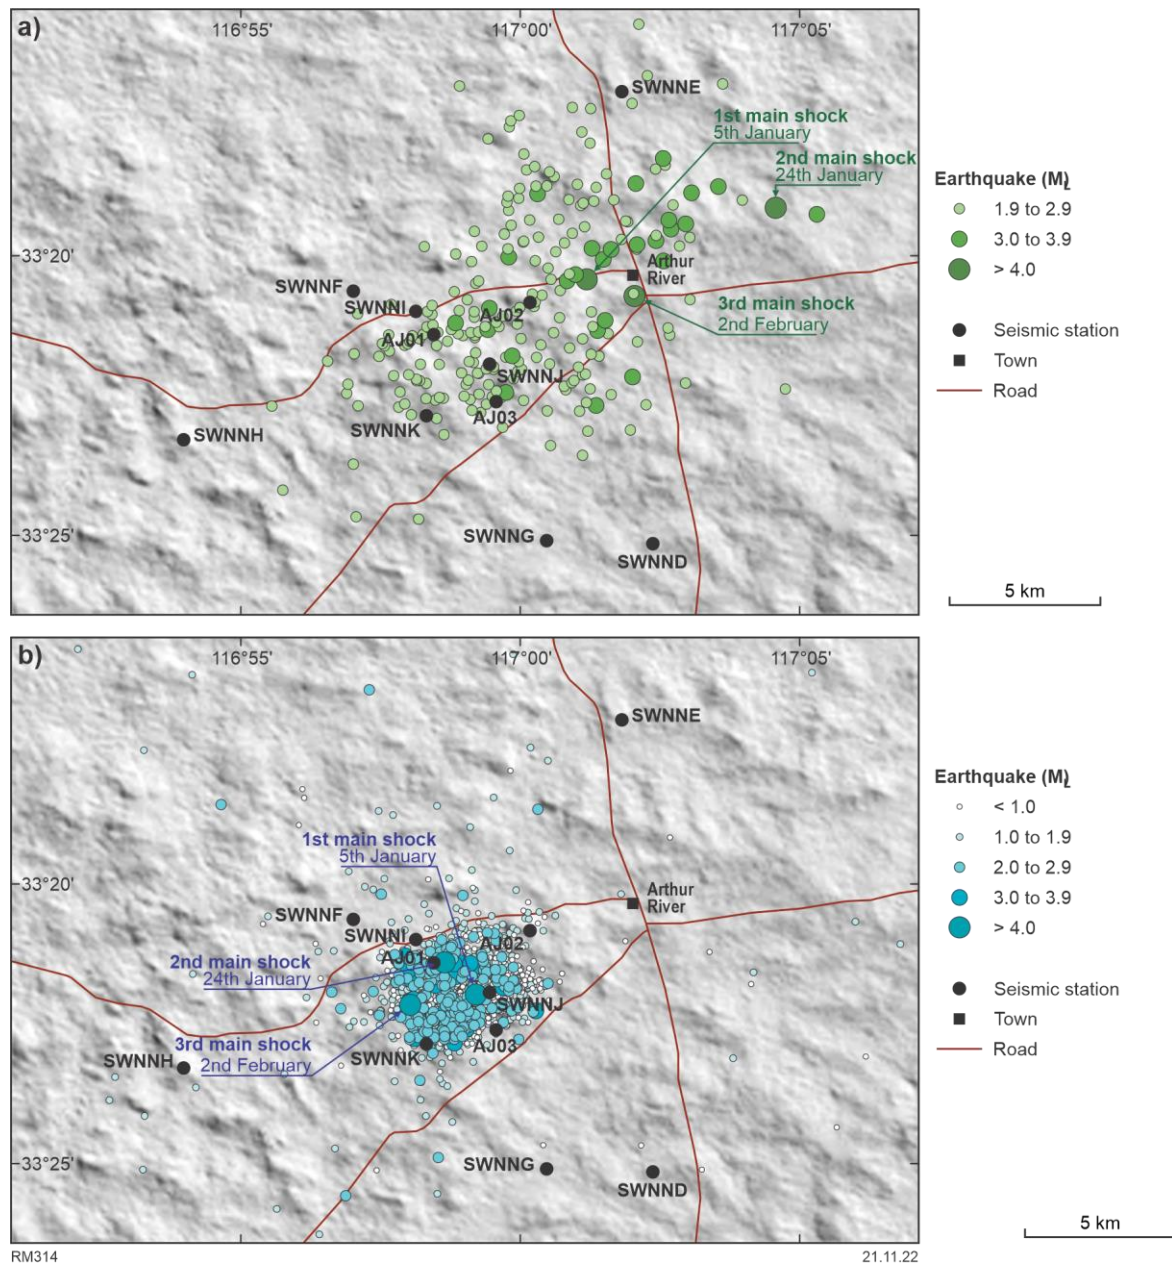 a)
116°55'
117°00'
117°05'
SWNNE
1st main shock
5th January
2nd main shock
24th January
33°20'
Arthur
River
SWNNF
SWNNI
AJ02
AJ01
3rd main shock
2nd February
SWNNJ
AJ03
SWNNK
SWNNH
SWNNG
SWNND
33°25'
Earthquake (ML)
1.9 to 2.9
3.0 to 3.9
> 4.0
Seismic station
Town
Road
5 km
b)
116°55'
117°00'
117°05'
SWNNE
1st main shock
5th January
33°20'
Arthur
River
SWNNF
SWNNI
AJ02
AJ01
2nd main shock
24th January
SWNNJ
3rd main shock
2nd February
AJ03
SWNNK
SWNNH
SWNNG
SWNND
33°25'
Earthquake (ML)
< 1.0
1.0 to 1.9
2.0 to 2.9
3.0 to 3.9
> 4.0
Seismic station
Town
Road
5 km
RM314
21.11.22